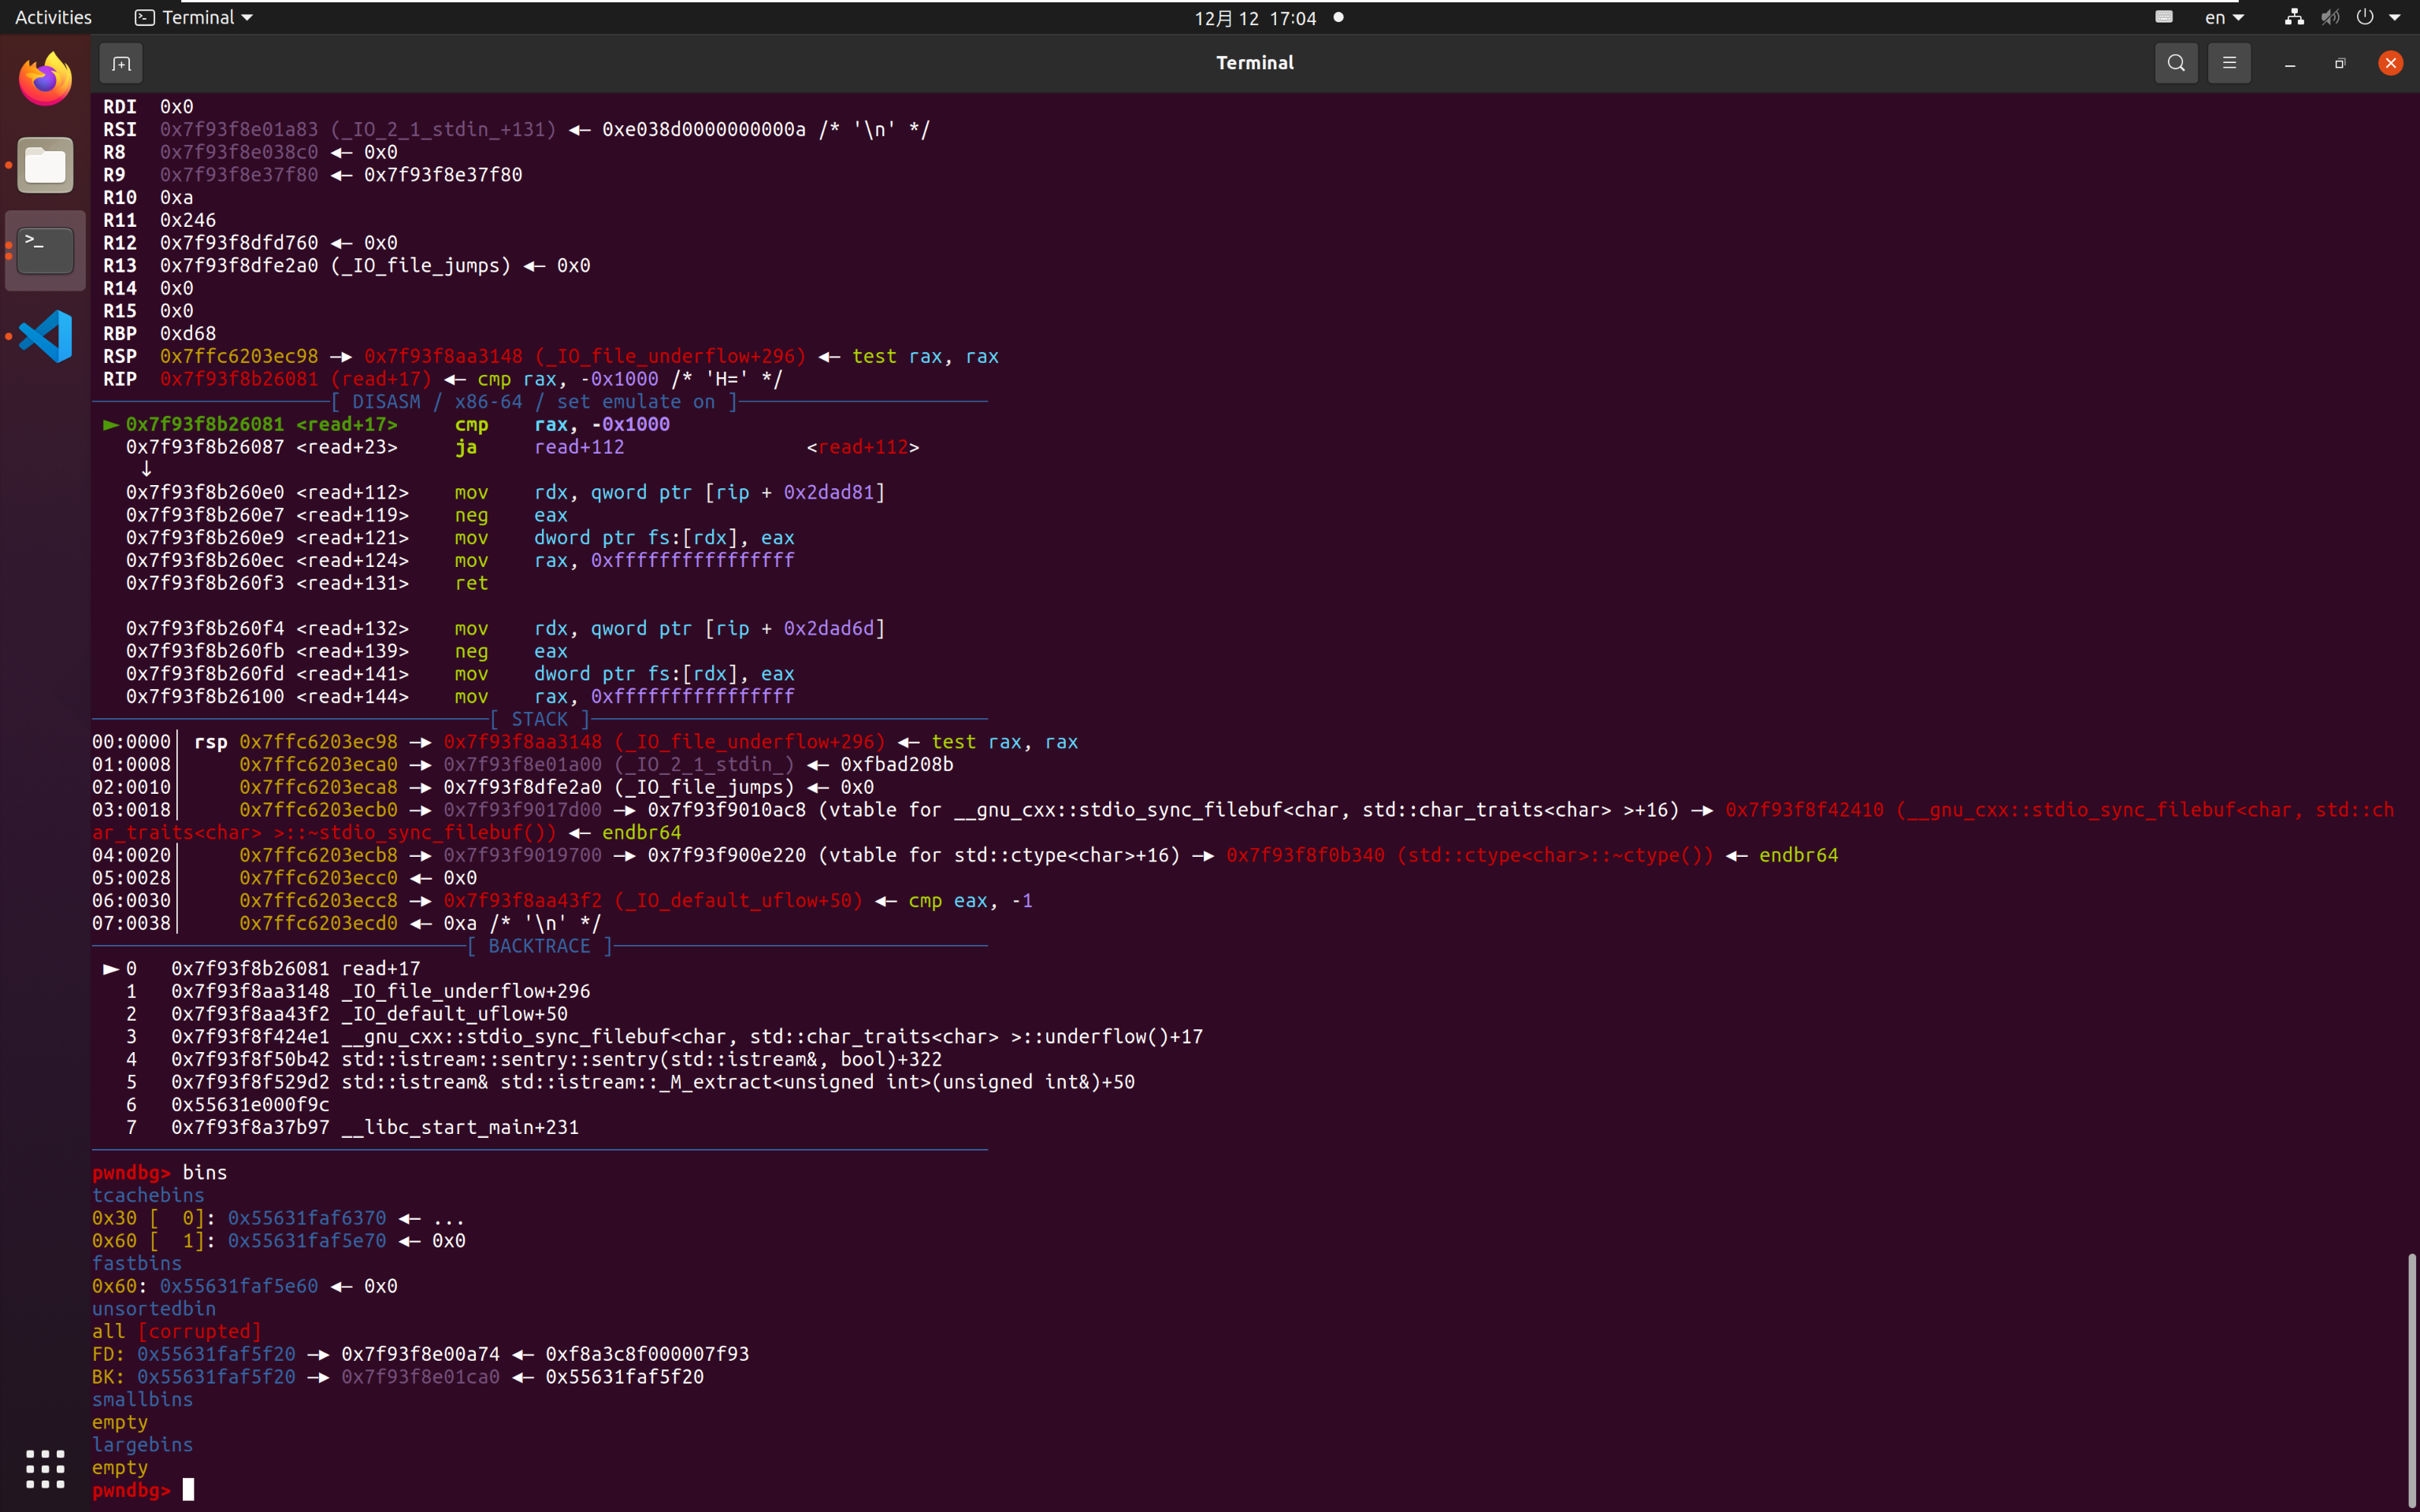 Activities
Terminal
12月 12 17:04
en
Terminal
RDI 0x0
RSI 0x7f93f8e01a83 (_IO_2_1_stdin_+131) ◂— 0xe038d0000000000a /* '\n' */
R8 0x7f93f8e038c0 ◂— 0x0
R9 0x7f93f8e37f80 ◂— 0x7f93f8e37f80
R10 0xa
R11 0x246
R12 0x7f93f8dfd760 ◂— 0x0
R13 0x7f93f8dfe2a0 (_IO_file_jumps) ◂— 0x0
R14 0x0
R15 0x0
RBP 0xd68
RSP 0x7ffc6203ec98 —▸ 0x7f93f8aa3148 (_IO_file_underflow+296) ◂— test rax, rax
RIP 0x7f93f8b26081 (read+17) ◂— cmp rax, -0x1000 /* 'H=' */
[ DISASM / x86-64 / set emulate on ]
► 0x7f93f8b26081 <read+17> cmp rax, -0x1000
0x7f93f8b26087 <read+23> ja read+112 <read+112>
↓
0x7f93f8b260e0 <read+112> mov rdx, qword ptr [rip + 0x2dad81]
0x7f93f8b260e7 <read+119> neg eax
0x7f93f8b260e9 <read+121> mov dword ptr fs:[rdx], eax
0x7f93f8b260ec <read+124> mov rax, 0xffffffffffffffff
0x7f93f8b260f3 <read+131> ret
0x7f93f8b260f4 <read+132> mov rdx, qword ptr [rip + 0x2dad6d]
0x7f93f8b260fb <read+139> neg eax
0x7f93f8b260fd <read+141> mov dword ptr fs:[rdx], eax
0x7f93f8b26100 <read+144> mov rax, 0xffffffffffffffff
[ STACK ]
00:0000│ rsp 0x7ffc6203ec98 —▸ 0x7f93f8aa3148 (_IO_file_underflow+296) ◂— test rax, rax
01:0008│ 0x7ffc6203eca0 —▸ 0x7f93f8e01a00 (_IO_2_1_stdin_) ◂— 0xfbad208b
02:0010│ 0x7ffc6203eca8 —▸ 0x7f93f8dfe2a0 (_IO_file_jumps) ◂— 0x0
03:0018│ 0x7ffc6203ecb0 —▸ 0x7f93f9017d00 —▸ 0x7f93f9010ac8 (vtable for __gnu_cxx::stdio_sync_filebuf<char, std::char_traits<char> >+16) —▸ 0x7f93f8f42410 (__gnu_cxx::stdio_sync_filebuf<char, std::ch
ar_traits<char> >::~stdio_sync_filebuf()) ◂— endbr64
04:0020│ 0x7ffc6203ecb8 —▸ 0x7f93f9019700 —▸ 0x7f93f900e220 (vtable for std::ctype<char>+16) —▸ 0x7f93f8f0b340 (std::ctype<char>::~ctype()) ◂— endbr64
05:0028│ 0x7ffc6203ecc0 ◂— 0x0
06:0030│ 0x7ffc6203ecc8 —▸ 0x7f93f8aa43f2 (_IO_default_uflow+50) ◂— cmp eax, -1
07:0038│ 0x7ffc6203ecd0 ◂— 0xa /* '\n' */
[ BACKTRACE ]
► 0 0x7f93f8b26081 read+17
1 0x7f93f8aa3148 _IO_file_underflow+296
2 0x7f93f8aa43f2 _IO_default_uflow+50
3 0x7f93f8f424e1 __gnu_cxx::stdio_sync_filebuf<char, std::char_traits<char> >::underflow()+17
4 0x7f93f8f50b42 std::istream::sentry::sentry(std::istream&, bool)+322
5 0x7f93f8f529d2 std::istream& std::istream::_M_extract<unsigned int>(unsigned int&)+50
6 0x55631e000f9c
7 0x7f93f8a37b97 __libc_start_main+231
pwndbg> bins
tcachebins
0x30 [ 0]: 0x55631faf6370 ◂— ...
0x60 [ 1]: 0x55631faf5e70 ◂— 0x0
fastbins
0x60: 0x55631faf5e60 ◂— 0x0
unsortedbin
all [corrupted]
FD: 0x55631faf5f20 —▸ 0x7f93f8e00a74 ◂— 0xf8a3c8f000007f93
BK: 0x55631faf5f20 —▸ 0x7f93f8e01ca0 ◂— 0x55631faf5f20
smallbins
empty
largebins
empty
pwndbg>